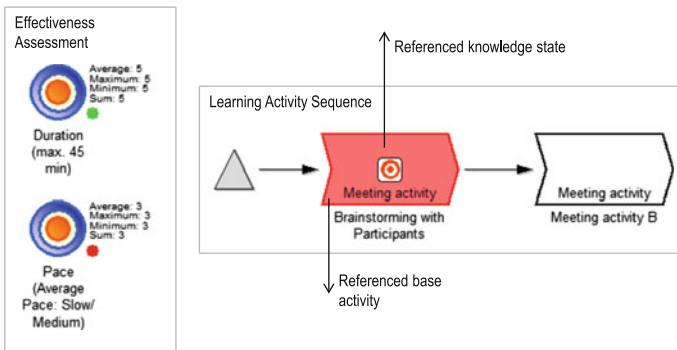 Effectiveness
Assessment
Average: 5
Maximum: 5
Minimum: 5
Sum: 5
Duration
(max. 45
min)
Average: 3
Maximum: 3
Minimum: 3
Sum: 3
Pace
(Average
Pace: Slow/
Medium)
Referenced knowledge state
Learning Activity Sequence
Meeting activity
Brainstorming with
Participants
Meeting activity
Meeting activity B
Referenced base
activity